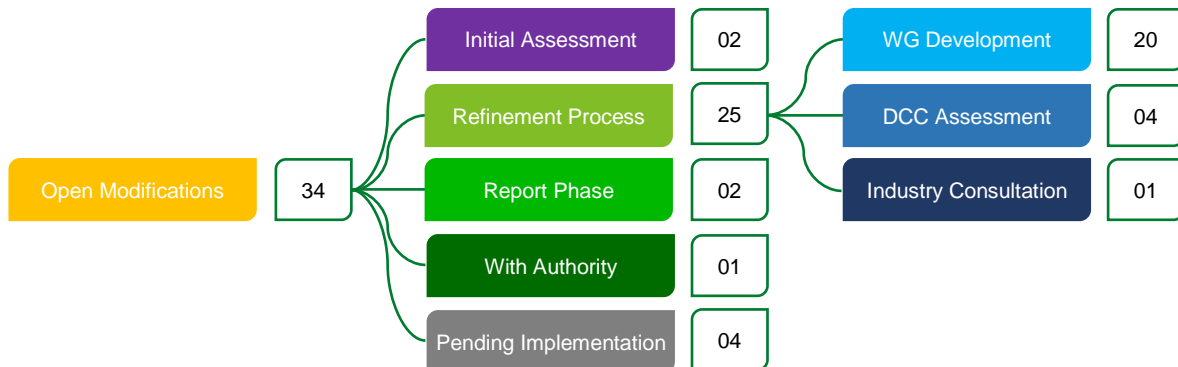 Initial Assessment 02 WG Development 20
Refinement Process 25 DCC Assessment 04
Open Modifications 34 Report Phase 02 Industry Consultation 01
With Authority 01
Pending Implementation 04